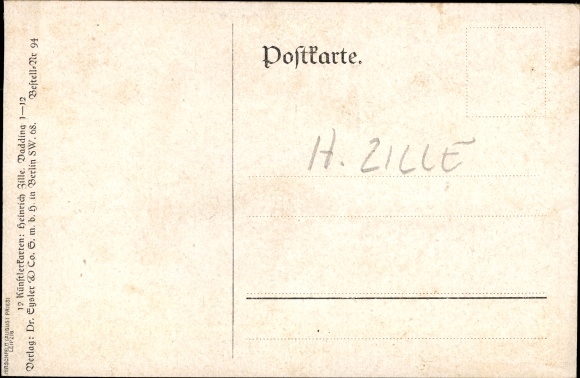 Postkarte.
H. ZILLE
12 Künstlerkarten: Heinrich Zille. Vadding 1—12
Verlag: Dr. Eysler & Co. G. m. b. H. in Berlin SW. 68. Bestell-Nr 94
LEIPZIG